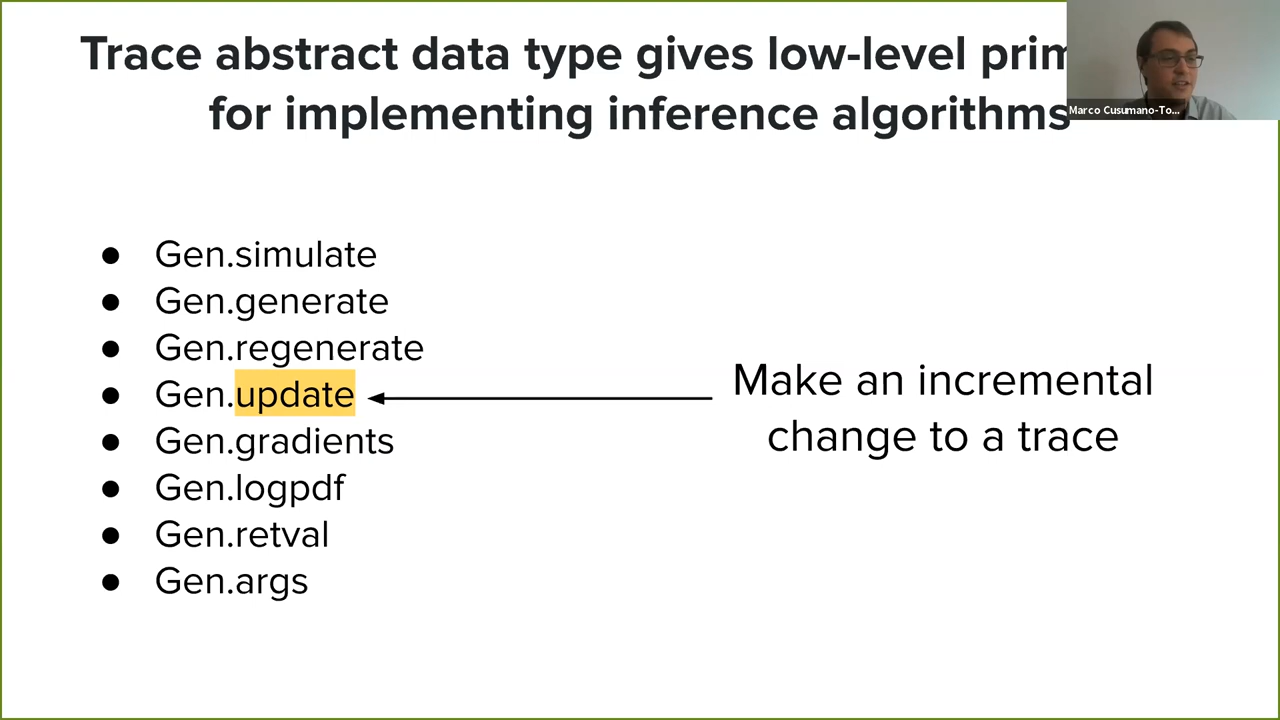 Trace abstract data type gives low-level
for implementing inference algorithms
Marco Cusumano-To...
● Gen.simulate
● Gen.generate
● Gen.regenerate
● Gen.update
● Gen.gradients
● Gen.logpdf
● Gen.retval
● Gen.args
Make an incremental
change to a trace